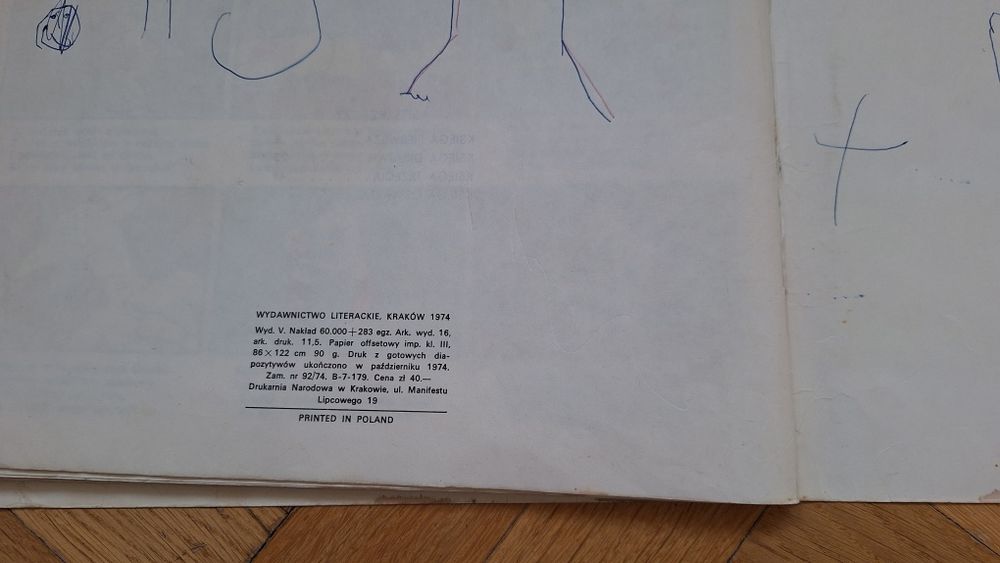 WYDAWNICTWO LITERACKIE, KRAKÓW 1974
Wyd. V. Nakład 60.000+283 egz. Ark. wyd. 16,
ark. druk. 11,5. Papier offsetowy imp. kl. III,
86×122 cm 90 g. Druk z gotowych dia-
pozytywów ukończono w październiku 1974.
Zam. nr 92/74. B-7-179. Cena zł 40.—
Drukarnia Narodowa w Krakowie, ul. Manifestu
Lipcowego 19
PRINTED IN POLAND